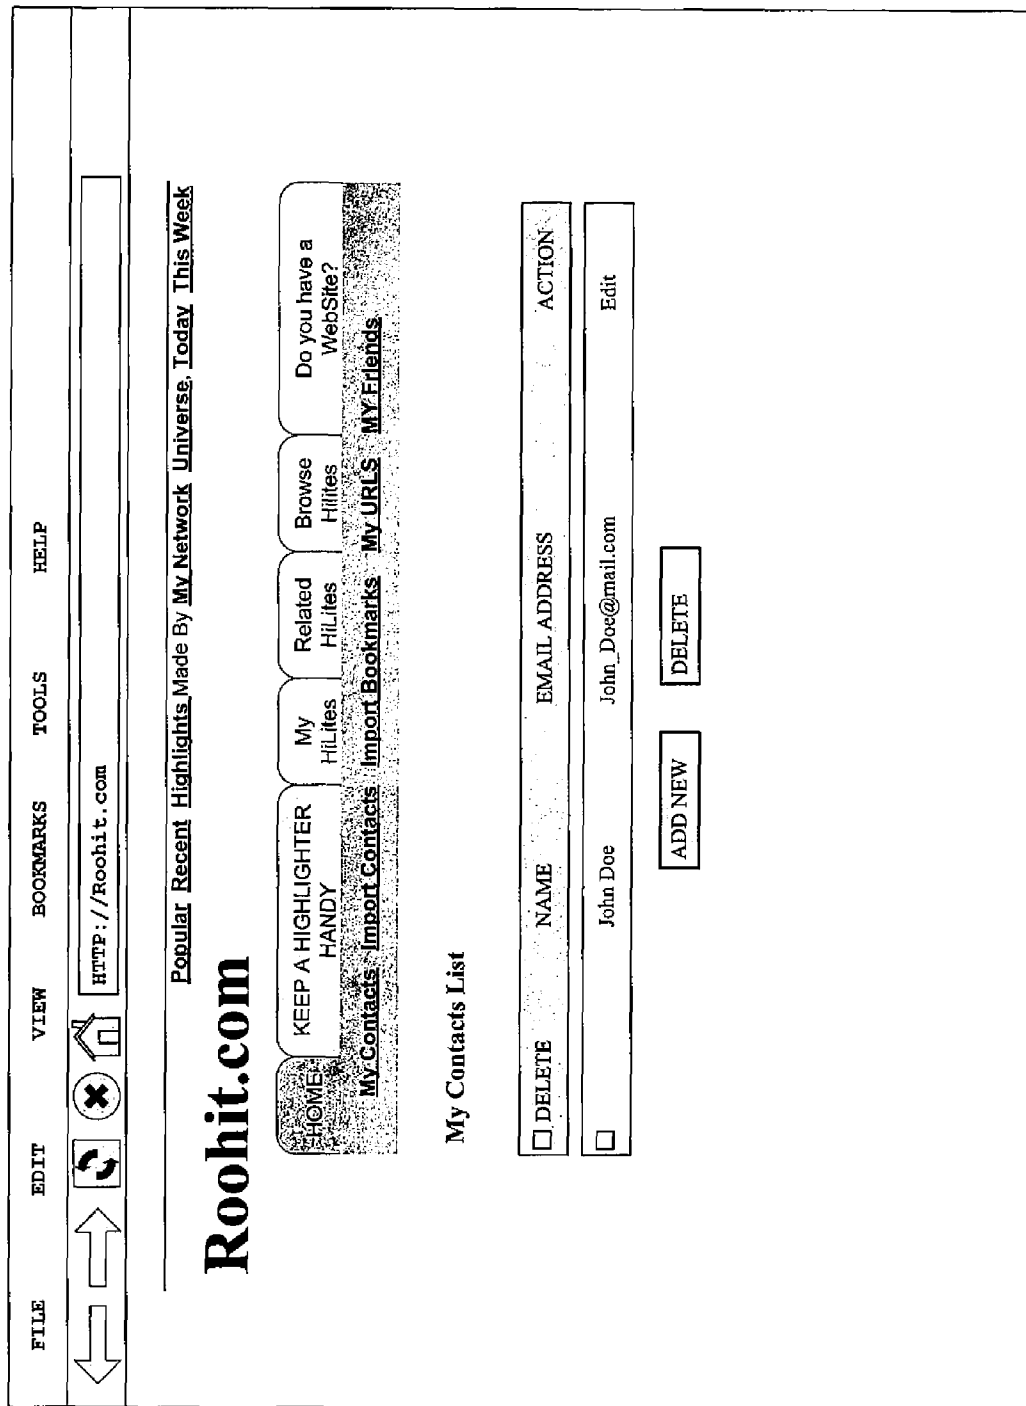 FILE EDIT VIEW BOOKMARKS TOOLS HELP
HTTP://Roohit.com
Popular Recent Highlights Made By My Network Universe, Today This Week
Roohit.com
HOME
KEEP A HIGHLIGHTER
HANDY
My
HiLites
Related
HiLites
Browse
Hilites
Do you have a
WebSite?
My Contacts Import Contacts Import Bookmarks My URLS MY Friends
My Contacts List
DELETE NAME EMAIL ADDRESS ACTION
John Doe John_Doe@mail.com Edit
ADD NEW DELETE